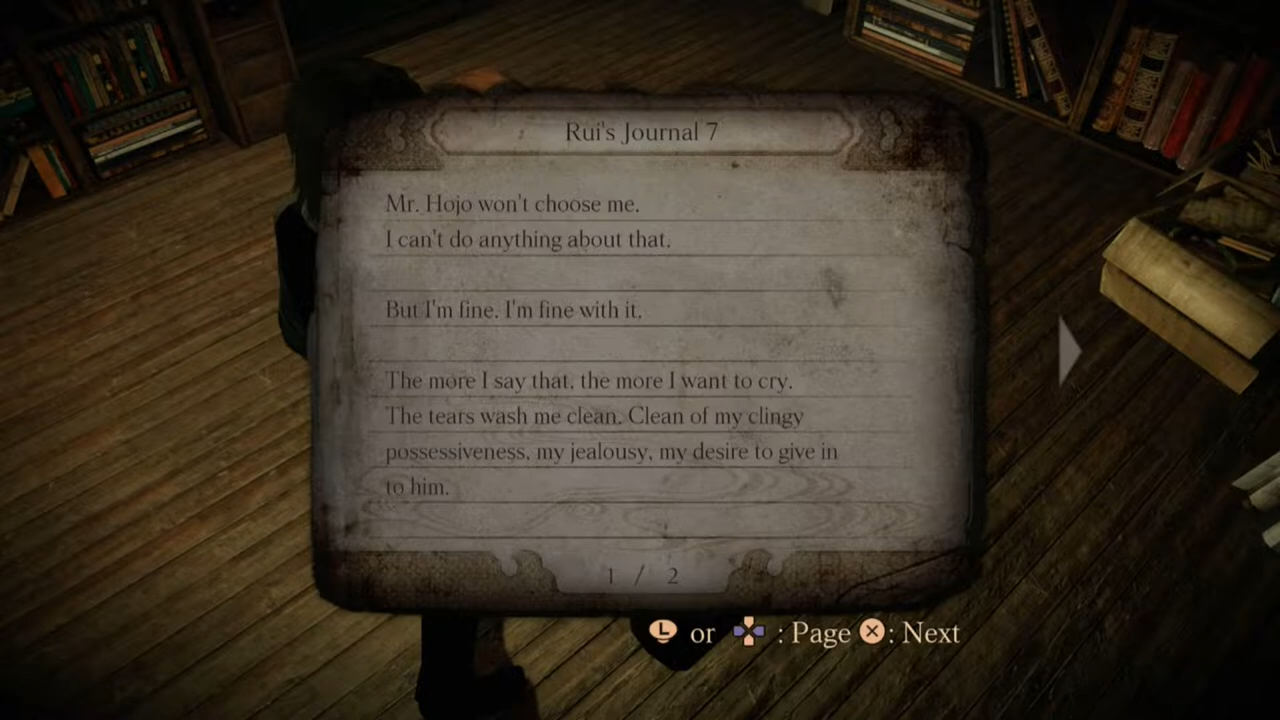 Rui's Journal 7
Mr. Hojo won't choose me.
I can't do anything about that.
But I'm fine. I'm fine with it.
The more I say that, the more I want to cry.
The tears wash me clean. Clean of my clingy
possessiveness, my jealousy, my desire to give in
to him.
1 / 2
L or : Page X: Next